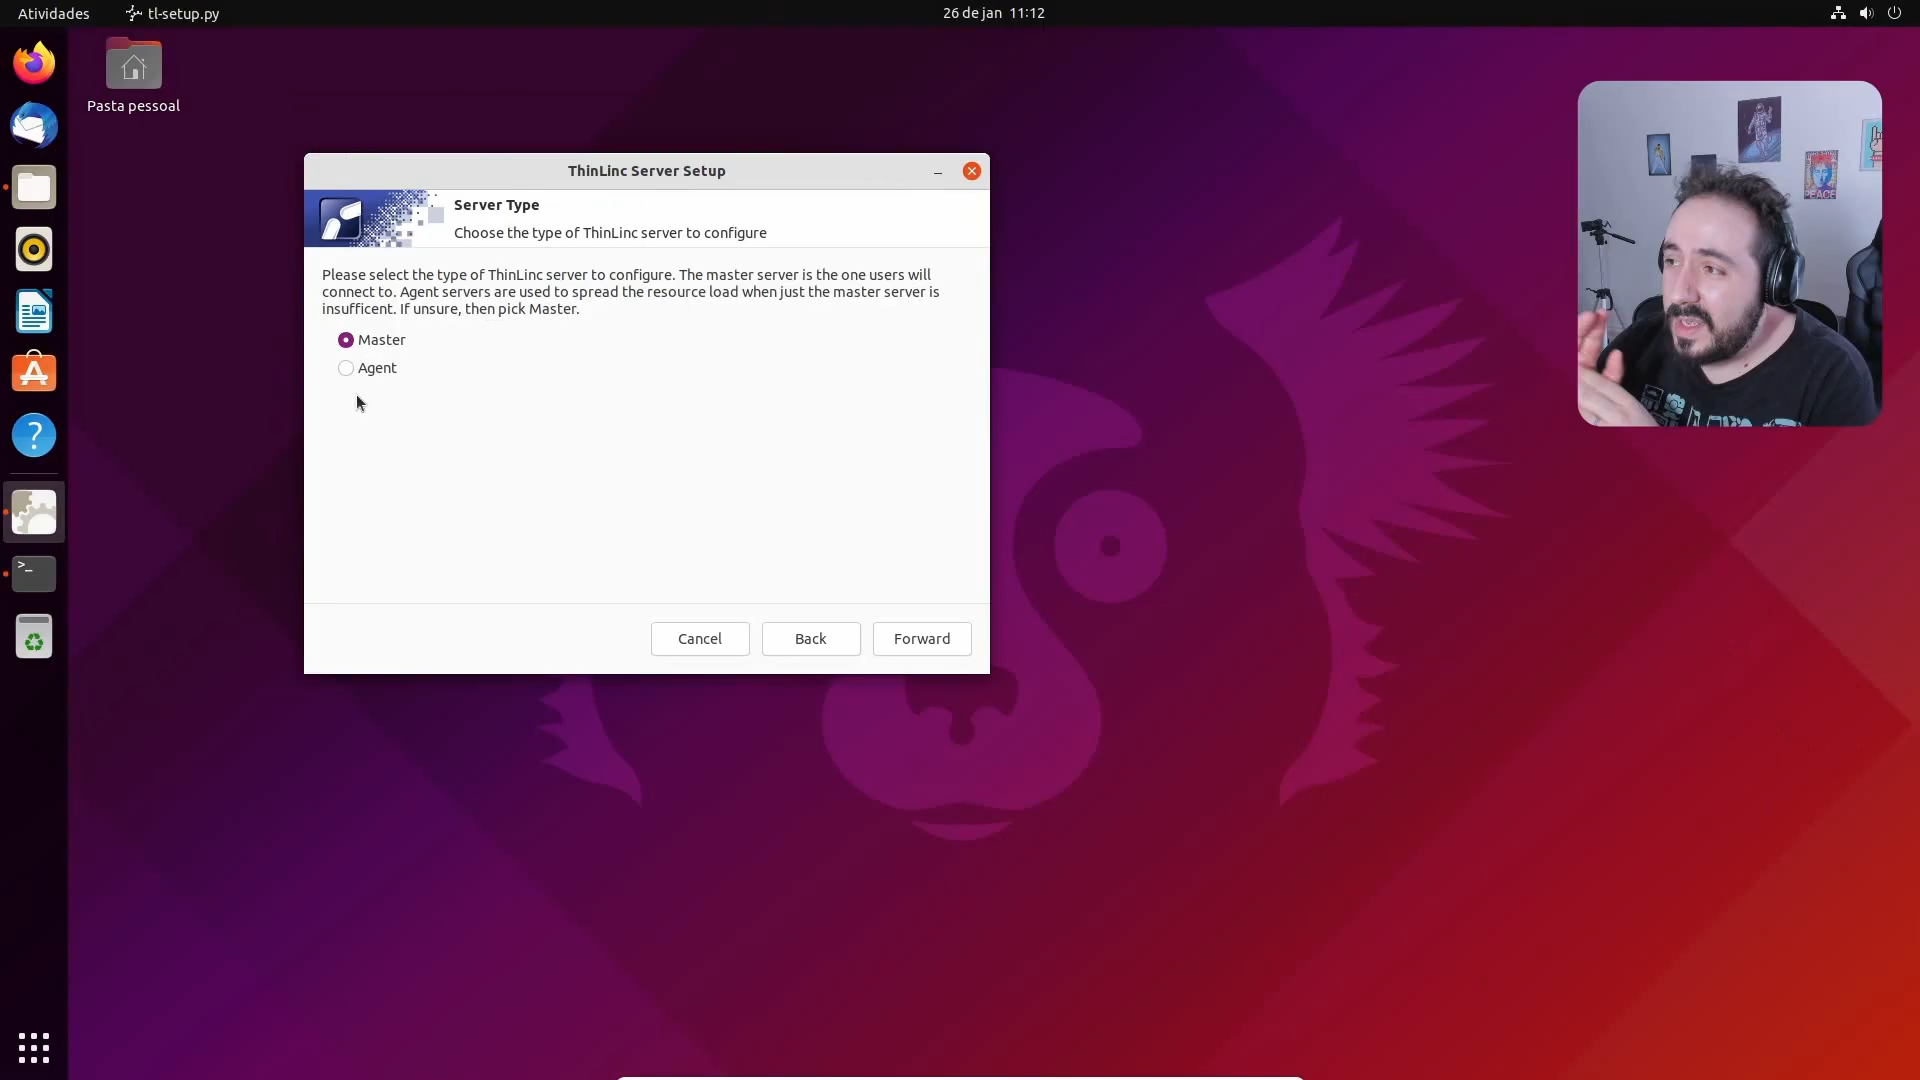 Atividades
tl-setup.py
26 de jan 11:12
Pasta pessoal
ThinLinc Server Setup
Server Type
Choose the type of ThinLinc server to configure
Please select the type of ThinLinc server to configure. The master server is the one users will
connect to. Agent servers are used to spread the resource load when just the master server is
insufficent. If unsure, then pick Master.
Master
Agent
Cancel
Back
Forward
PEACE